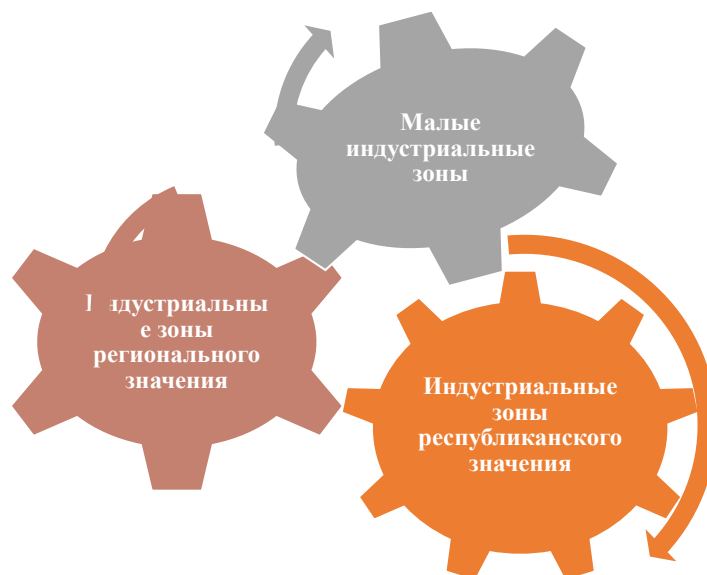 Малые
индустриальные
зоны
Индустриальны
е зоны
регионального
значения
Индустриальные
зоны
республиканского
значения